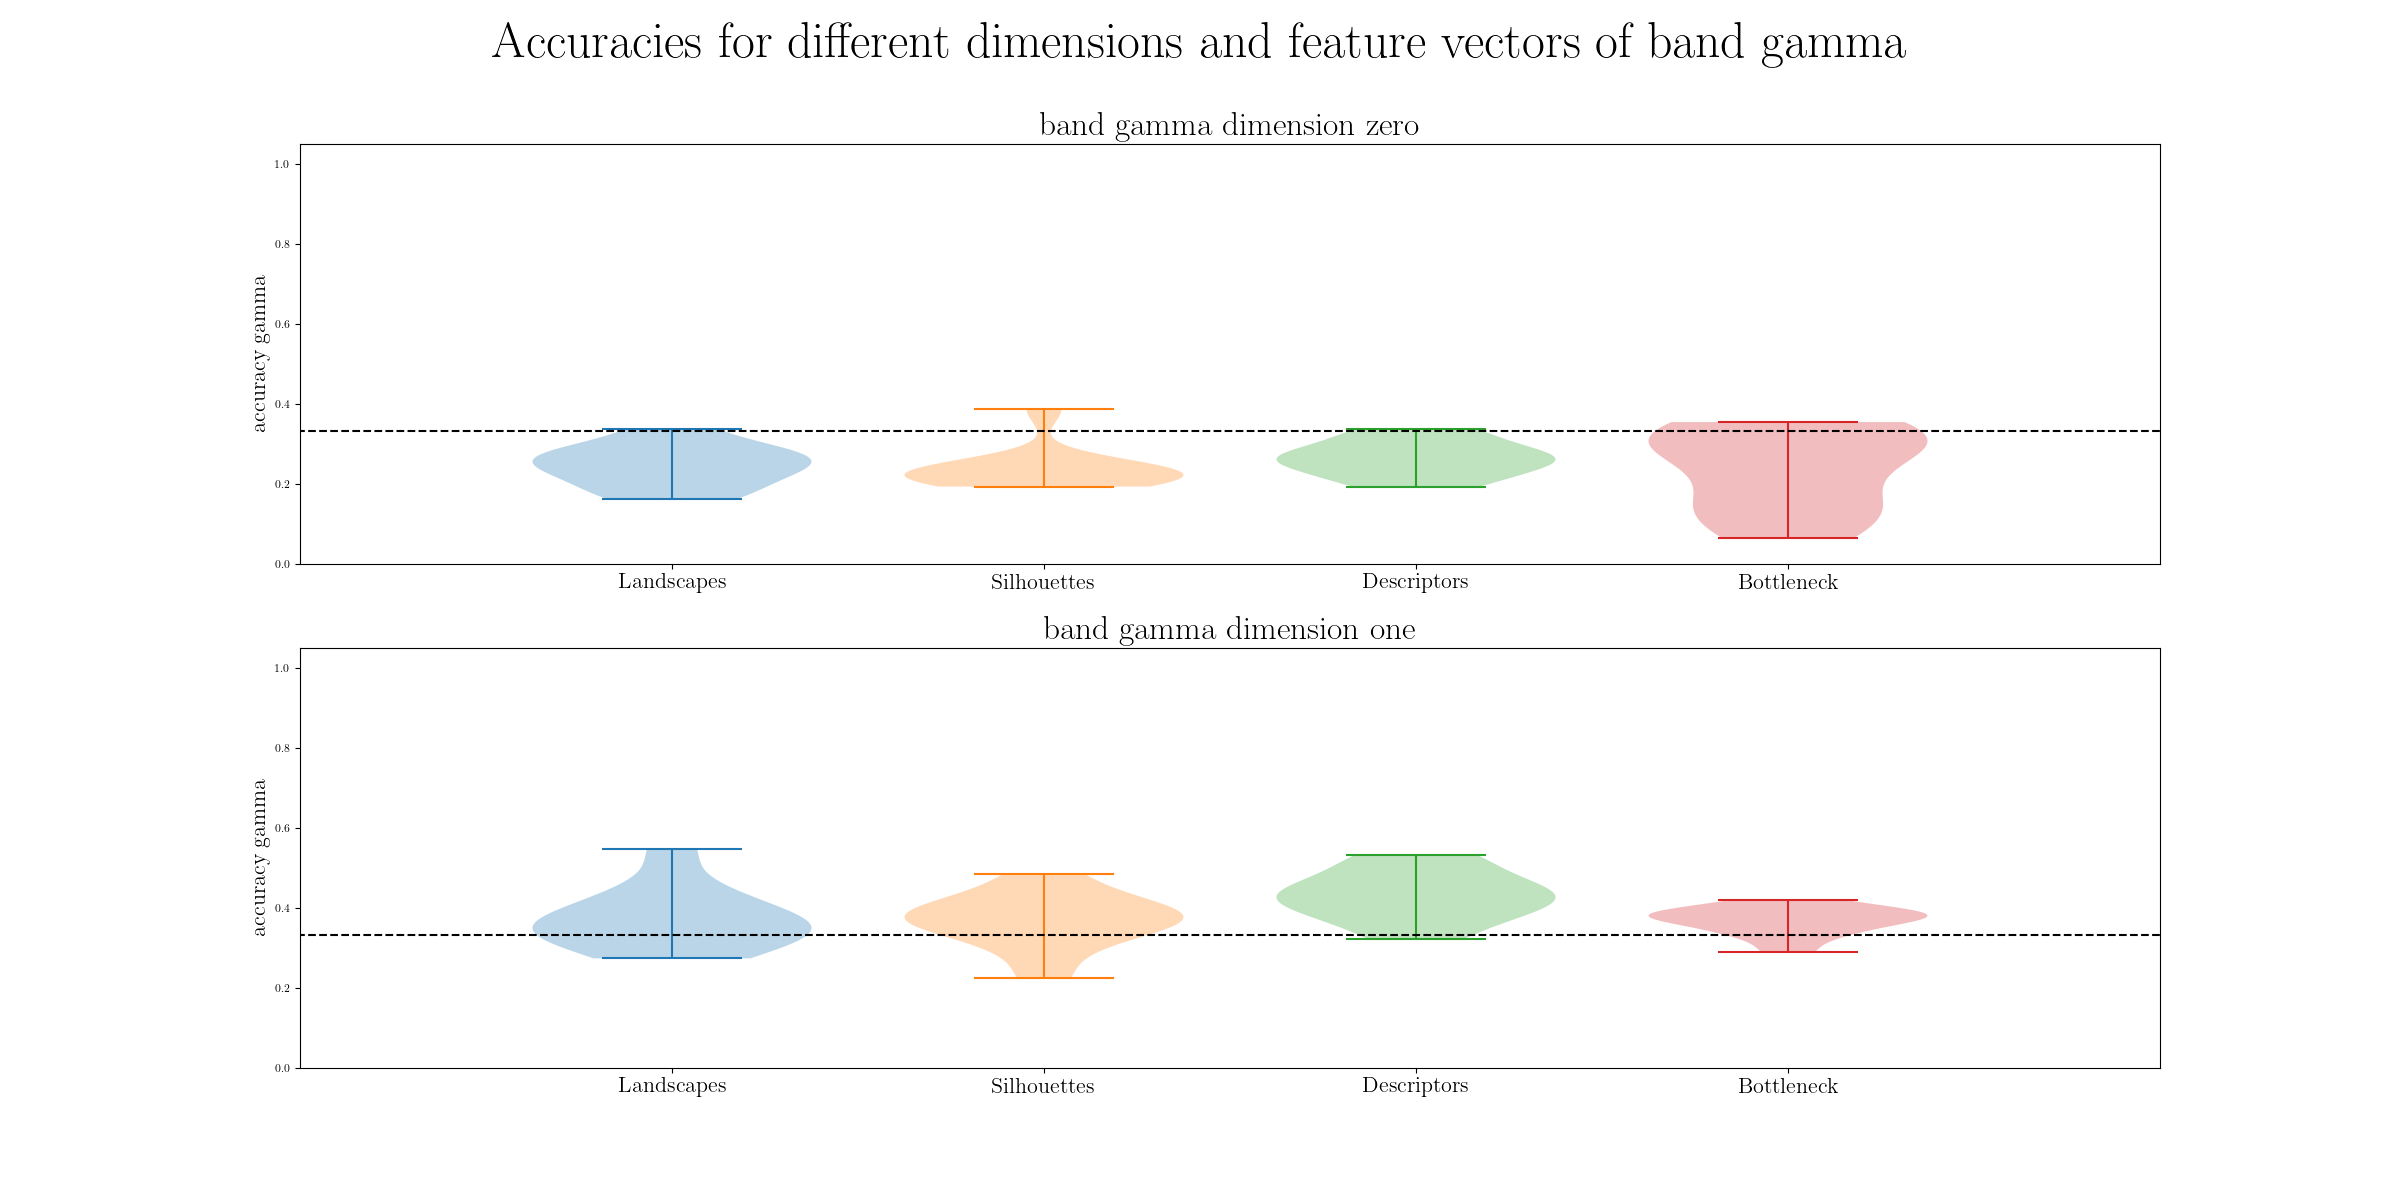 Accuracies for different dimensions and feature vectors of band gamma
band gamma dimension zero
accuracy gamma
1.0
0.8
0.6
0.4
0.2
0.0
Landscapes Silhouettes Descriptors Bottleneck
band gamma dimension one
accuracy gamma
1.0
0.8
0.6
0.4
0.2
0.0
Landscapes Silhouettes Descriptors Bottleneck